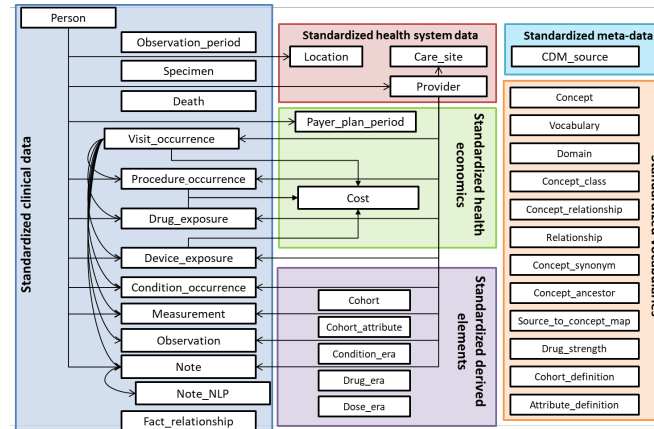 Person
Standardized clinical data
Observation_period
Specimen
Death
Visit_occurrence
Procedure_occurrence
Drug_exposure
Device_exposure
Condition_occurrence
Measurement
Observation
Note
Note_NLP
Fact_relationship
Standardized health system data
Location
Care_site
Provider
Payer_plan_period
Cost
Standardized health
economics
Cohort
Cohort_attribute
Condition_era
Drug_era
Dose_era
Standardized derived
elements
Standardized meta-data
CDM_source
Concept
Vocabulary
Domain
Concept_class
Concept_relationship
Relationship
Concept_synonym
Concept_ancestor
Source_to_concept_map
Drug_strength
Cohort_definition
Attribute_definition